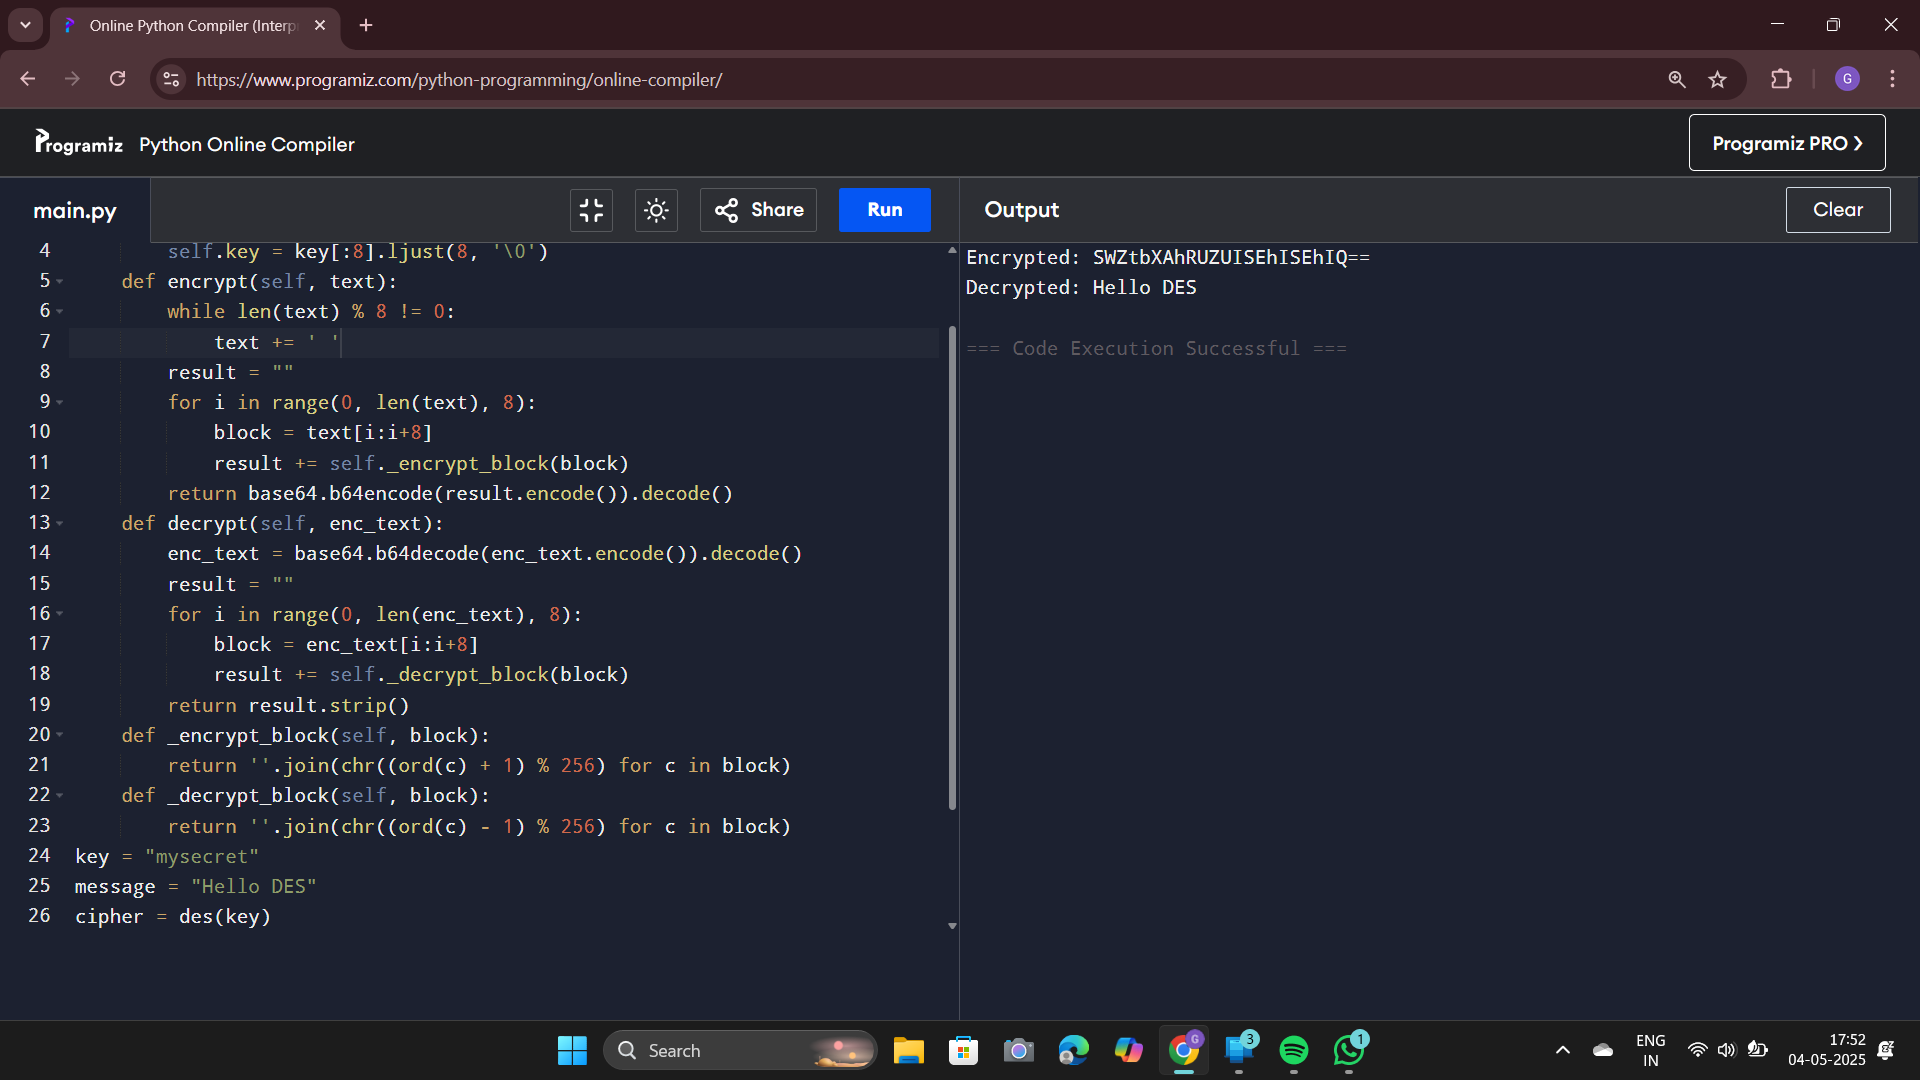 Online Python Compiler (Interp
https://www.programiz.com/python-programming/online-compiler/
G
Programiz Python Online Compiler
Programiz PRO ❯
main.py
Share
Run
Output
Clear
4 self.key = key[:8].ljust(8, '\0')
5 def encrypt(self, text):
6 while len(text) % 8 != 0:
7 text += ' '
8 result = ""
9 for i in range(0, len(text), 8):
10 block = text[i:i+8]
11 result += self._encrypt_block(block)
12 return base64.b64encode(result.encode()).decode()
13 def decrypt(self, enc_text):
14 enc_text = base64.b64decode(enc_text.encode()).decode()
15 result = ""
16 for i in range(0, len(enc_text), 8):
17 block = enc_text[i:i+8]
18 result += self._decrypt_block(block)
19 return result.strip()
20 def _encrypt_block(self, block):
21 return ''.join(chr((ord(c) + 1) % 256) for c in block)
22 def _decrypt_block(self, block):
23 return ''.join(chr((ord(c) - 1) % 256) for c in block)
24 key = "mysecret"
25 message = "Hello DES"
26 cipher = des(key)
Encrypted: SWZtbXAhRUZUISEhISEhIQ==
Decrypted: Hello DES
=== Code Execution Successful ===
Search
G
3
1
ENG
IN
17:52
04-05-2025